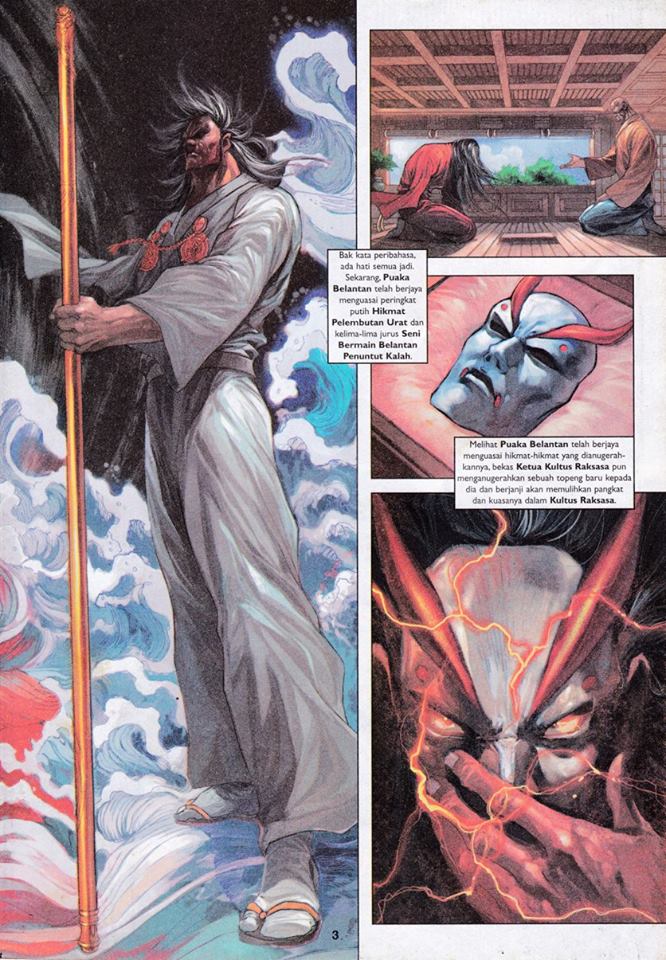 Bak kata peribahasa,
ada hati semua jadi.
Sekarang, Puaka
Belantan telah berjaya
menguasai peringkat
putih Hikmat
Pelembutan Urat dan
kelima-lima jurus Seni
Bermain Belantan
Penuntut Kalah.
Melihat Puaka Belantan telah berjaya
menguasai hikmat-hikmat yang dianugerah-
kannya, bekas Ketua Kultus Raksasa pun
menganugerahkan sebuah topeng baru kepada
dia dan berjanji akan memulihkan pangkat
dan kuasanya dalam Kultus Raksasa.
3